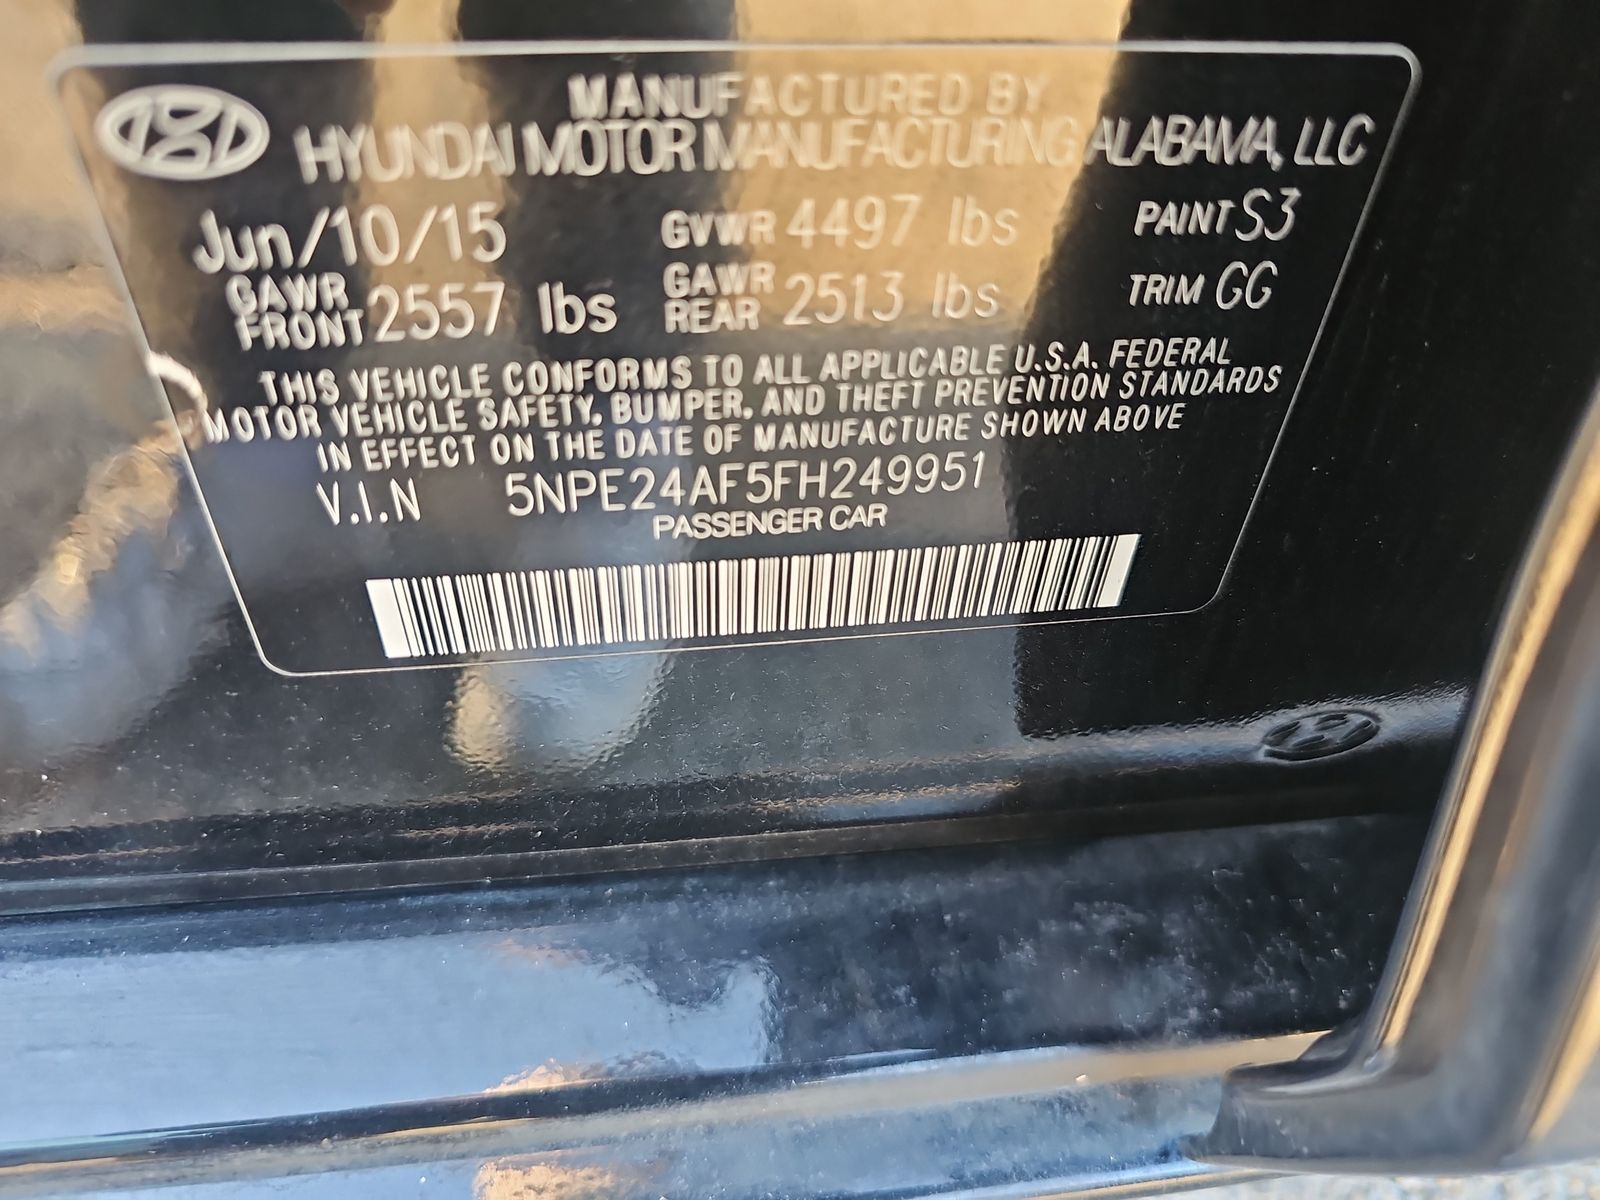 MANUFACTURED BY
HYUNDAI MOTOR MANUFACTURING ALABAMA, LLC
Jun/10/15 GVWR 4497 lbs PAINT S3
GAWR FRONT 2557 lbs GAWR REAR 2513 lbs TRIM GG
THIS VEHICLE CONFORMS TO ALL APPLICABLE U.S.A. FEDERAL
MOTOR VEHICLE SAFETY, BUMPER, AND THEFT PREVENTION STANDARDS
IN EFFECT ON THE DATE OF MANUFACTURE SHOWN ABOVE
V.I.N 5NPE24AF5FH249951
PASSENGER CAR